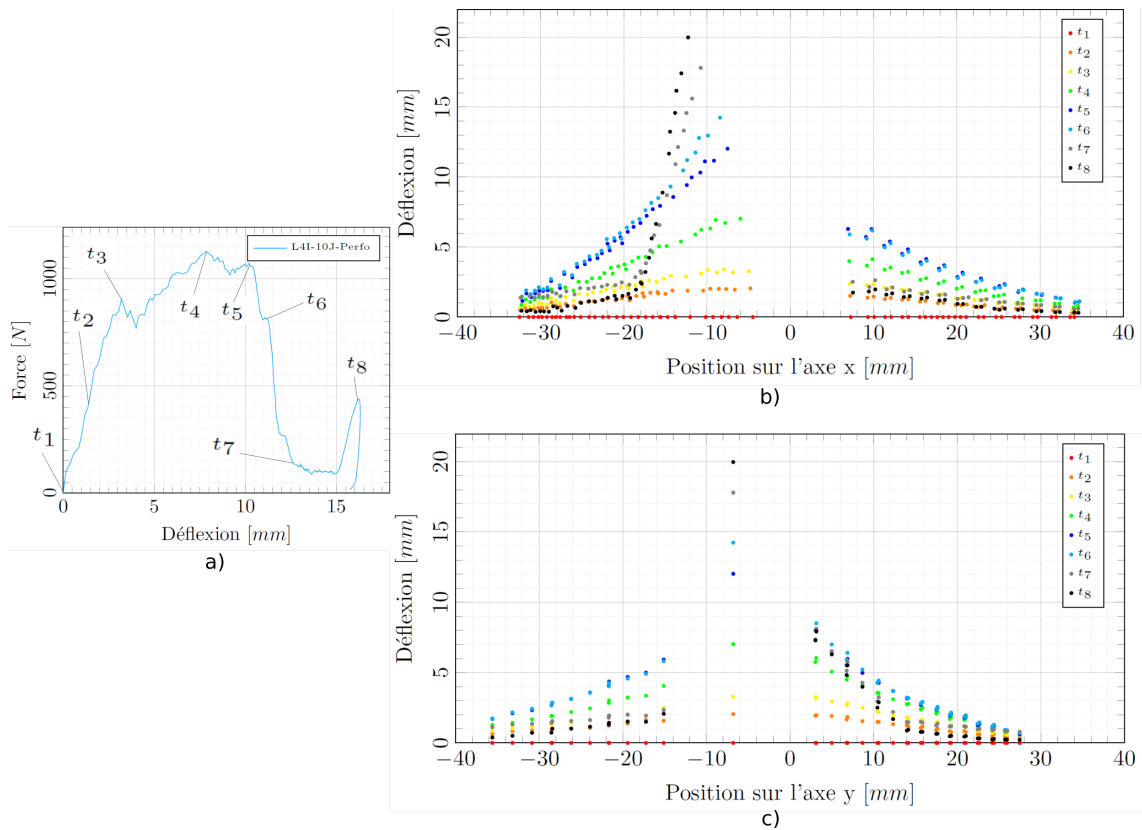 L4I-10J-Perfo
t1
t2
t3
t4
t5
t6
t7
t8
Force [N]
0
500
1000
0
5
10
15
Déflexion [mm]
a)
Déflexion [mm]
20
15
10
5
0
t1
t2
t3
t4
t5
t6
t7
t8
−40
−30
−20
−10
0
10
20
30
40
Position sur l'axe x [mm]
b)
Déflexion [mm]
20
15
10
5
0
t1
t2
t3
t4
t5
t6
t7
t8
−40
−30
−20
−10
0
10
20
30
40
Position sur l'axe y [mm]
c)